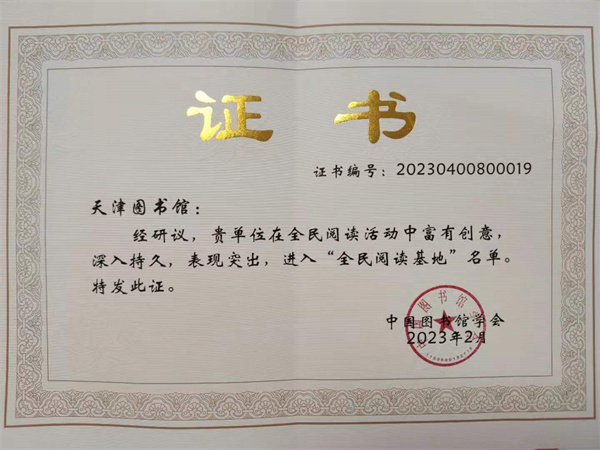 证书
证书编号：20230400800019
天津图书馆：
经研议，贵单位在全民阅读活动中富有创意，
深入持久，表现突出，进入“全民阅读基地”名单。
特发此证。
中国图书馆学会
2023年2月